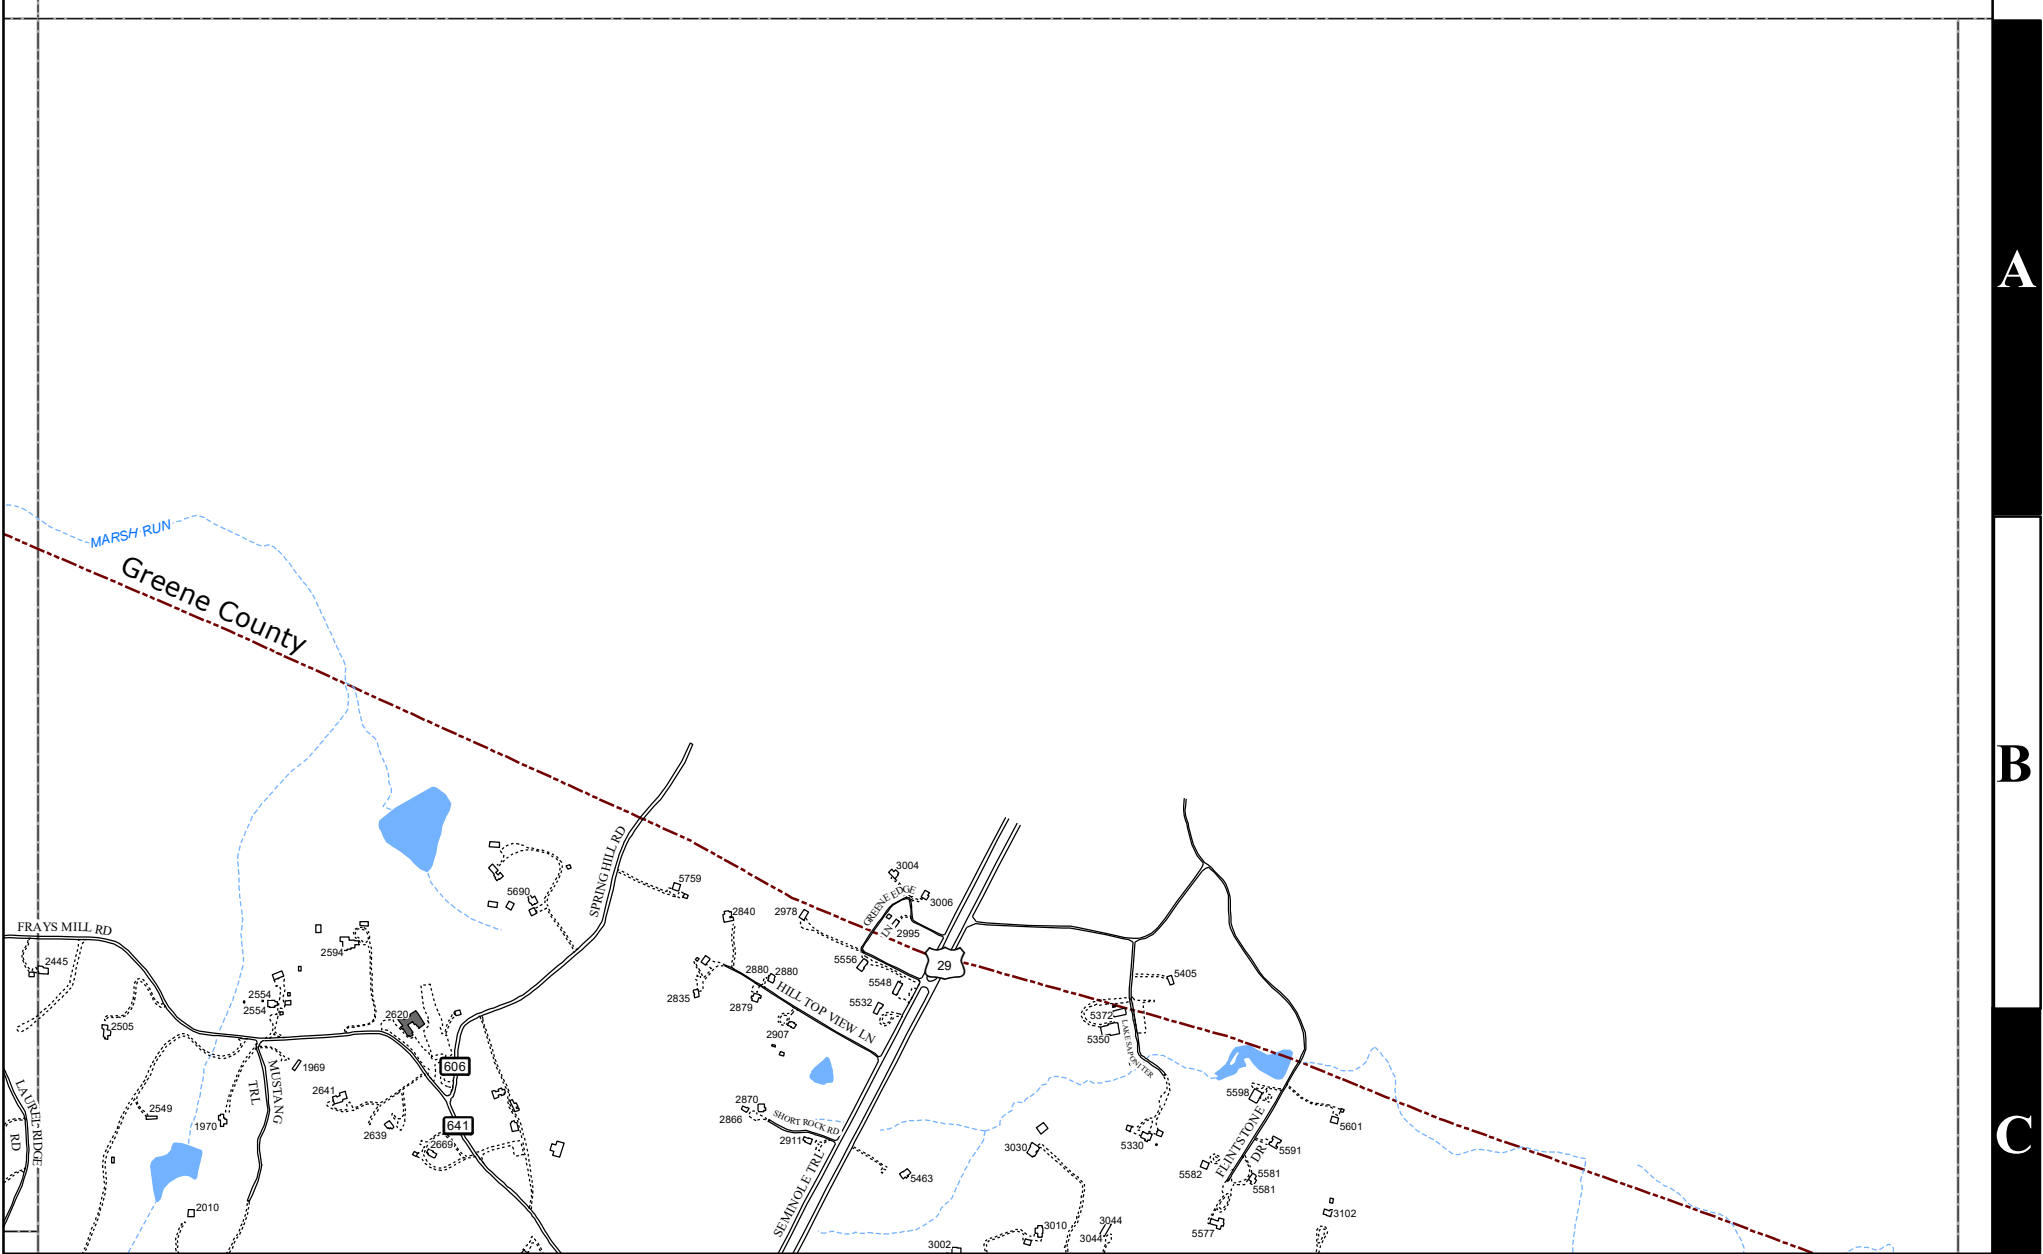 A
MARSH RUN
Greene County
B
SPRING HILL RD
3004
5759
5690
GREENE EDGE
LN
3006
2840
2978
2995
FRAYS MILL RD
2594
2445
5556
29
2880
2880
5405
5548
2835
2554
2554
2879
HILL TOP VIEW LN
5532
2620
5372
2505
2907
5350
LAKE SAPONI TER
606
1969
MUSTANG
TRL
2641
5598
LAUREL RIDGE
RD
2549
2870
2866
SHORT ROCK RD
1970
641
2639
2669
2911
5601
C
3030
5330
FLINTSTONE
DR
5591
5582
5581
5581
5463
SEMINOLE TRL
2010
3102
3010
3044
3044
5577
3002